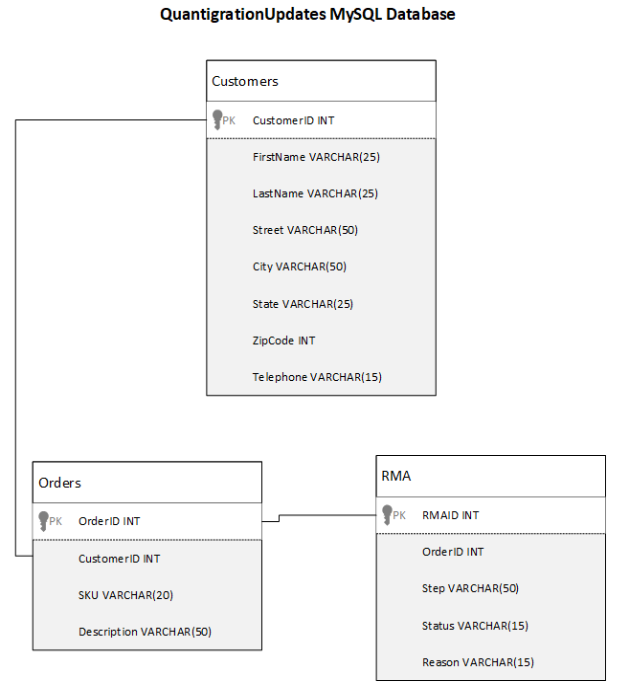 QuantigrationUpdates MySQL Database
Customers
PK CustomerID INT
FirstName VARCHAR(25)
LastName VARCHAR(25)
Street VARCHAR(50)
City VARCHAR(50)
State VARCHAR(25)
ZipCode INT
Telephone VARCHAR(15)
Orders
PK OrderID INT
CustomerID INT
SKU VARCHAR(20)
Description VARCHAR(50)
RMA
PK RMAID INT
OrderID INT
Step VARCHAR(50)
Status VARCHAR(15)
Reason VARCHAR(15)